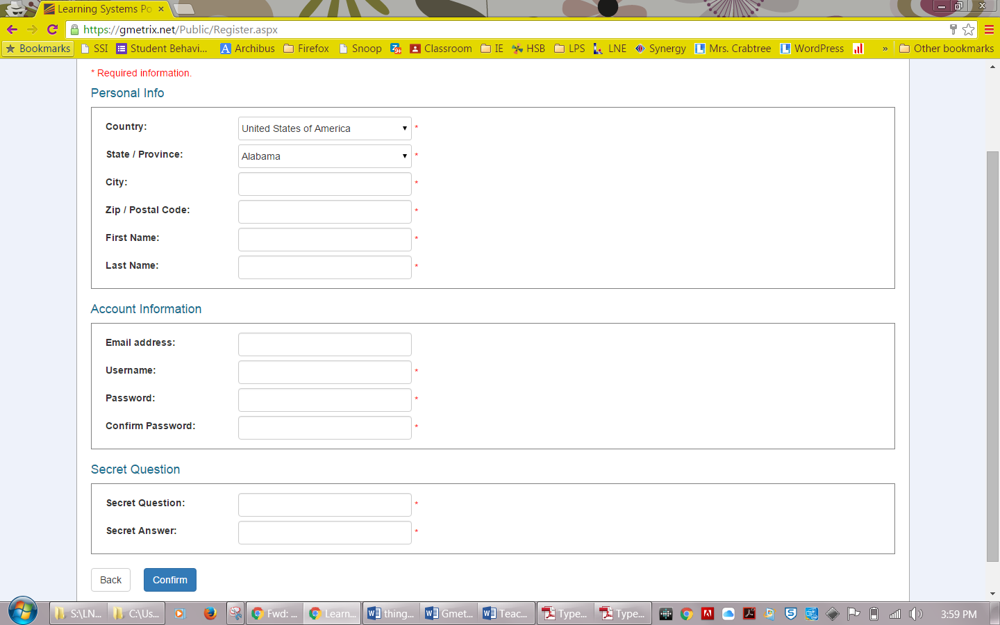 Learning Systems Po
https://gmetrix.net/Public/Register.aspx
Bookmarks SSI Student Behavi... Archibus Firefox Snoop Classroom IE HSB LPS LNE Synergy Mrs. Crabtree WordPress » Other bookmarks
* Required information.
Personal Info
Country: United States of America *
State / Province: Alabama *
City: *
Zip / Postal Code: *
First Name: *
Last Name: *
Account Information
Email address:
Username: *
Password: *
Confirm Password: *
Secret Question
Secret Question: *
Secret Answer: *
Back Confirm
S:\LN... C:\Us... Fwd: ... Learn... thing... Gmet... Teac... Type... Type... 3:59 PM